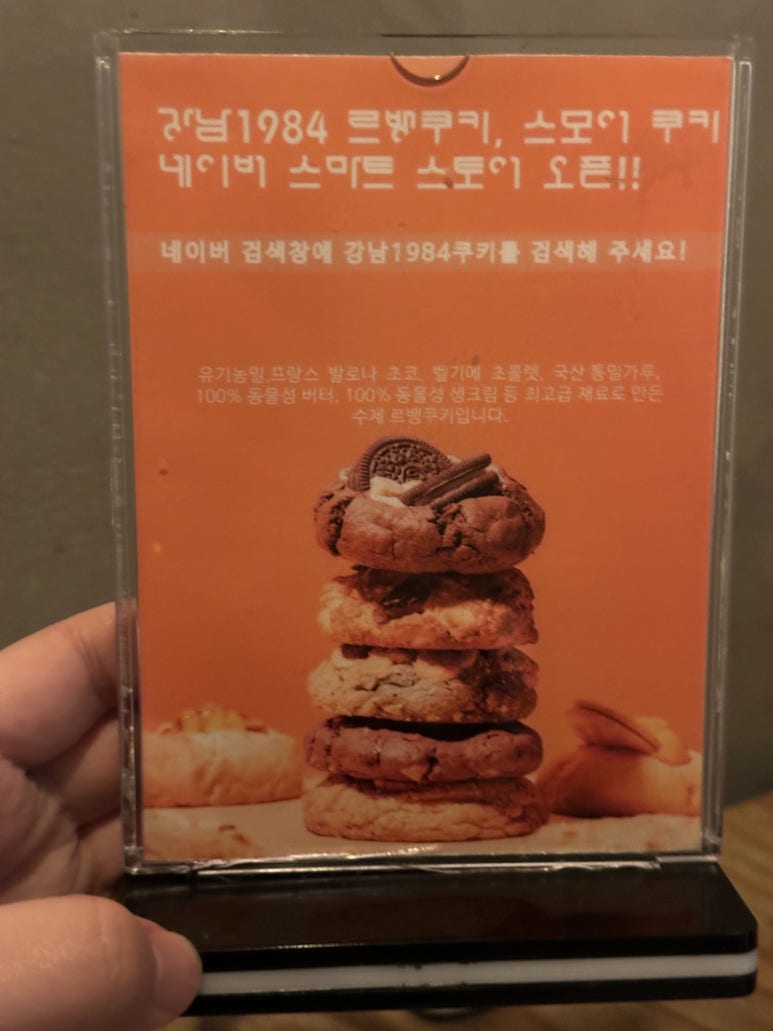 강남1984 르뱅쿠키, 스모어 쿠키
네이버 스마트 스토어 오픈!!
네이버 검색창에 강남1984쿠키를 검색해 주세요!
유기농밀,프랑스 발로나 초코, 벨기에 초콜렛, 국산 통밀가루,
100% 동물성 버터, 100% 동물성 생크림 등 최고급 재료로 만든
수제 르뱅쿠키입니다.